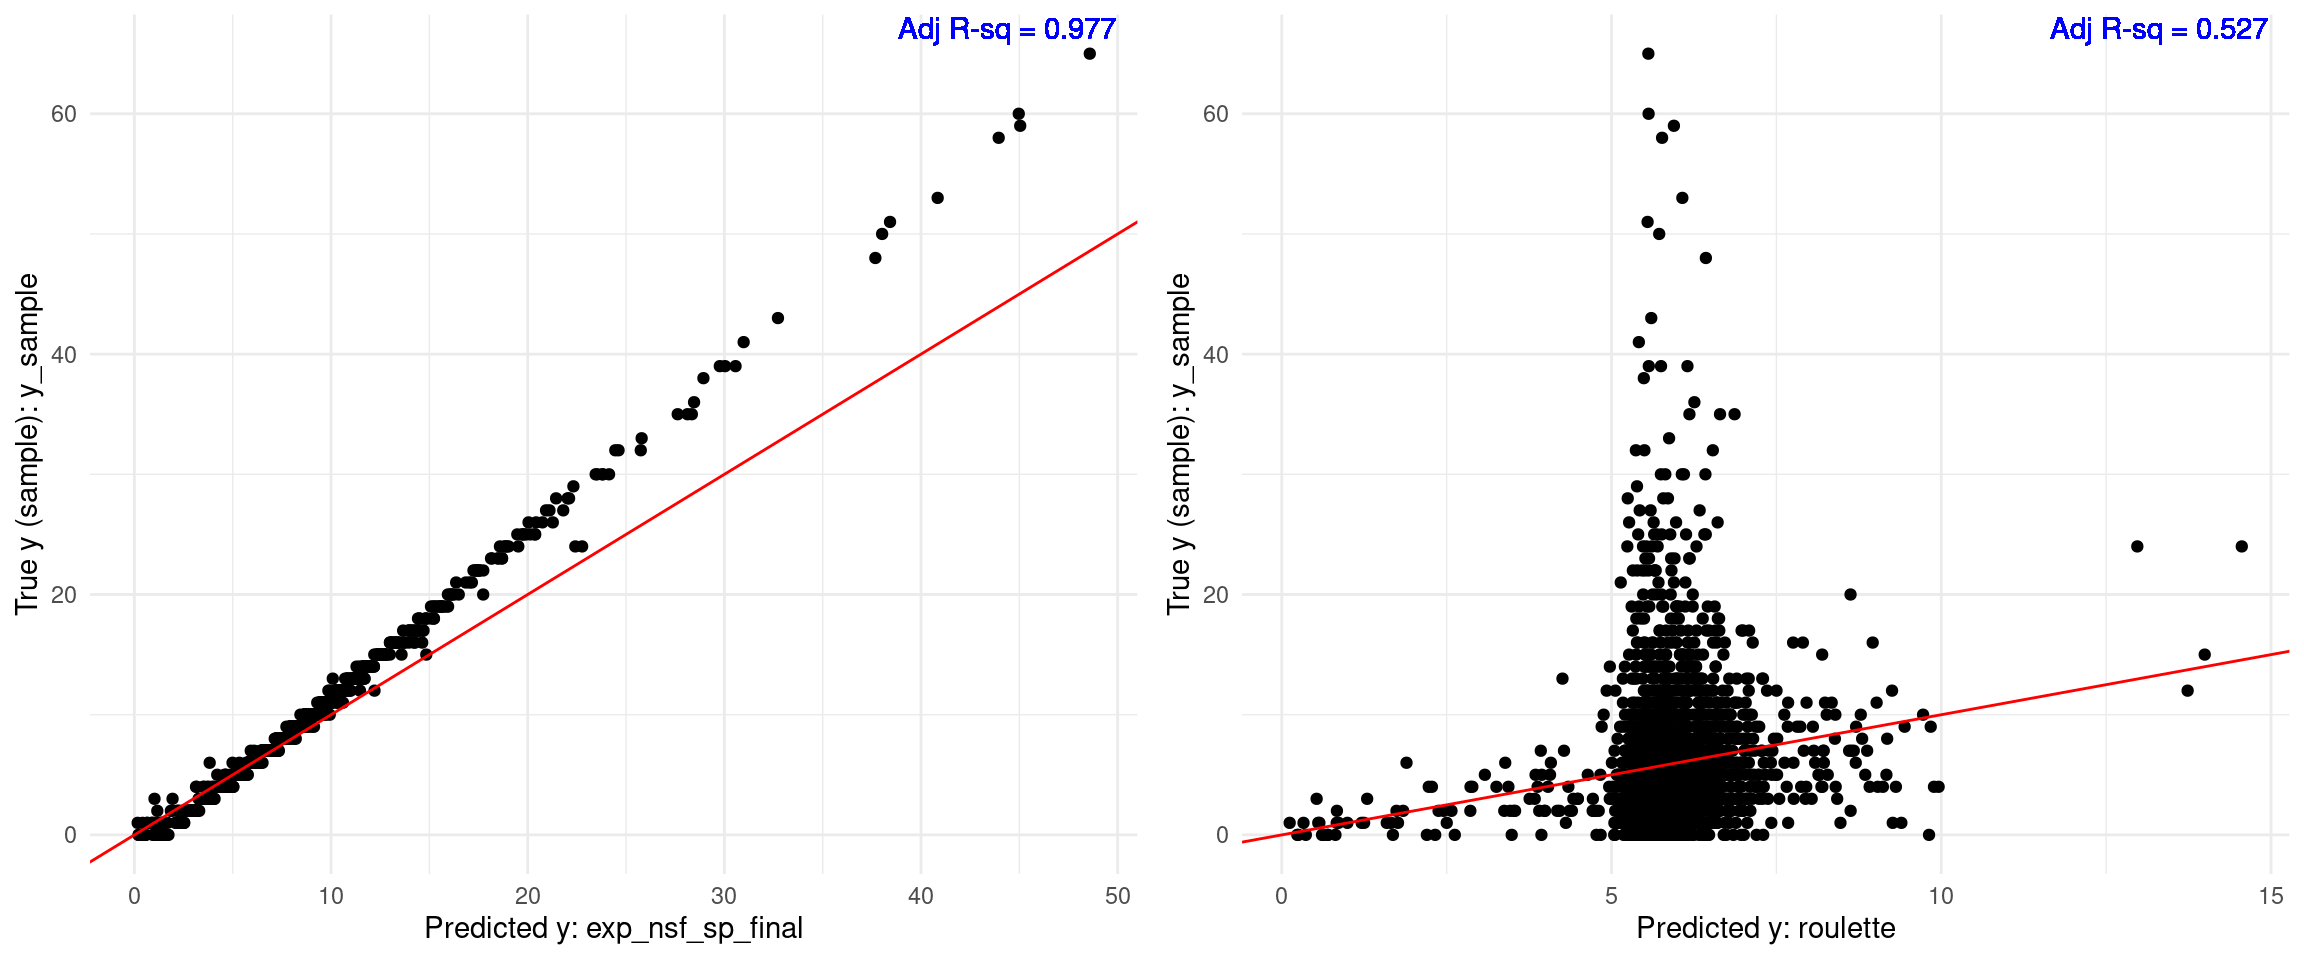 Adj R-sq = 0.977
60
40
20
0
True y (sample): y_sample
0 10 20 30 40 50
Predicted y: exp_nsf_sp_final
Adj R-sq = 0.527
60
40
20
0
True y (sample): y_sample
0 5 10 15
Predicted y: roulette